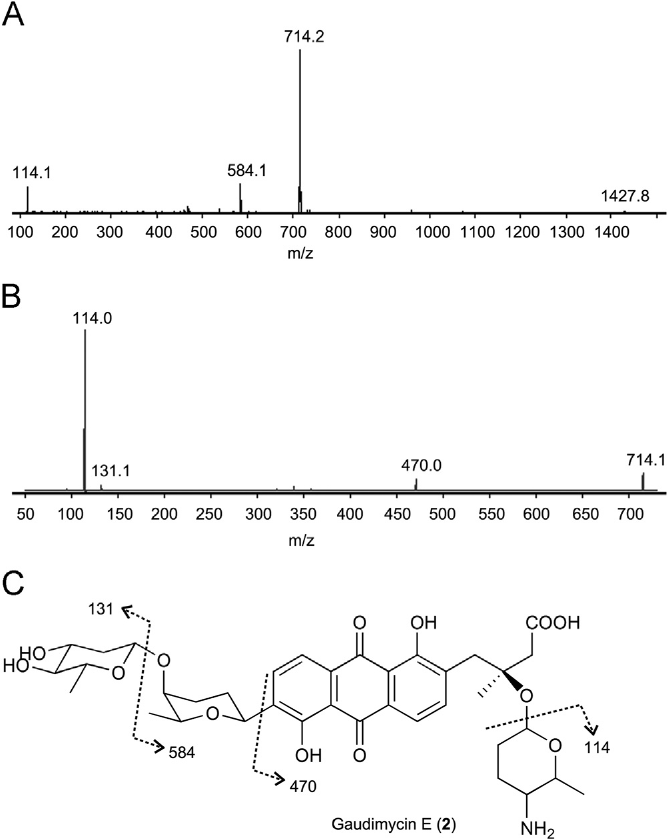 A
714.2
114.1
584.1
1427.8
100 200 300 400 500 600 700 800 900 1000 1100 1200 1300 1400
m/z
B
114.0
131.1
470.0
714.1
50 100 150 200 250 300 350 400 450 500 550 600 650 700
m/z
C
131
O OH COOH
HO
HO O O
O
O
584
OH O
470
O
114
NH2
Gaudimycin E (2)